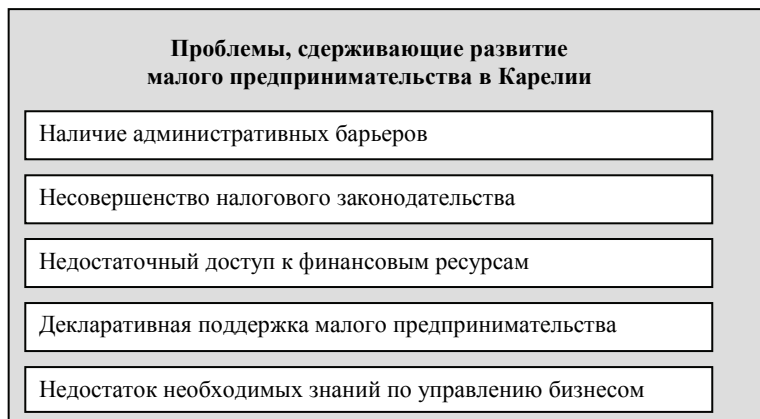 Проблемы, сдерживающие развитие
малого предпринимательства в Карелии
Наличие административных барьеров
Несовершенство налогового законодательства
Недостаточный доступ к финансовым ресурсам
Декларативная поддержка малого предпринимательства
Недостаток необходимых знаний по управлению бизнесом